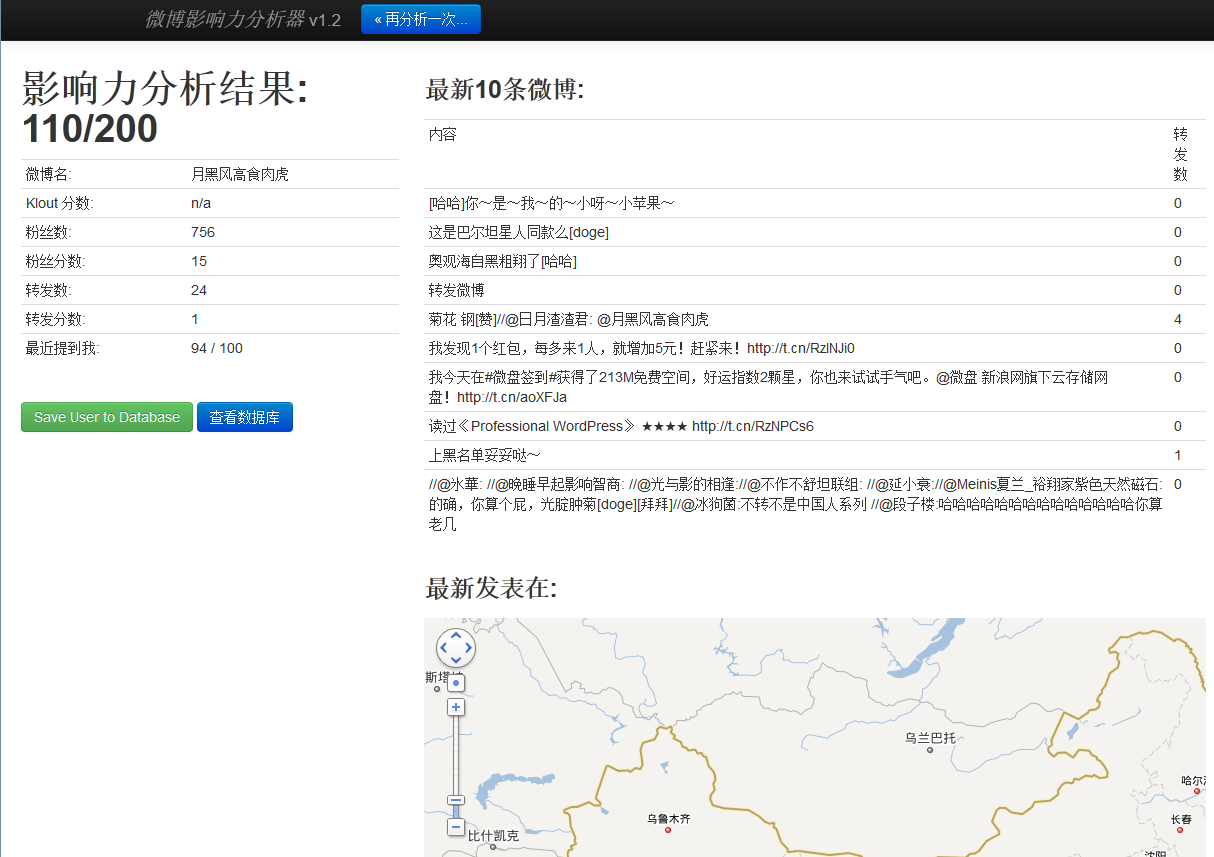 微博影响力分析器 v1.2
« 再分析一次...
影响力分析结果:
110/200
微博名: 月黑风高食肉虎
Klout 分数: n/a
粉丝数: 756
粉丝分数: 15
转发数: 24
转发分数: 1
最近提到我: 94 / 100
Save User to Database 查看数据库
最新10条微博:
内容 转发数
[哈哈]你～是～我～的～小呀～小苹果～ 0
这是巴尔坦星人同款么[doge] 0
奥观海自黑粗翔了[哈哈] 0
转发微博 0
菊花 钢[赞]//@日月渣渣君: @月黑风高食肉虎 4
我发现1个红包，每多来1人，就增加5元！赶紧来！http://t.cn/RzlNJi0 0
我今天在#微盘签到#获得了213M免费空间，好运指数2颗星，你也来试试手气吧。@微盘 新浪网旗下云存储网 0
盘！http://t.cn/aoXFJa
读过《Professional WordPress》 ★★★★ http://t.cn/RzNPCs6 0
上黑名单妥妥哒～ 1
//@氷華: //@晚睡早起影响智商: //@光与影的相逢://@不作不舒坦联组: //@延小衰://@Meinis夏兰_裕翔家紫色天然磁石: 0
的确，你算个屁，光腚肿菊[doge][拜拜]//@冰狗菌:不转不是中国人系列 //@段子楼:哈哈哈哈哈哈哈哈哈哈哈哈哈哈你算
老几
最新发表在:
乌兰巴托
乌鲁木齐
长春
比什凯克